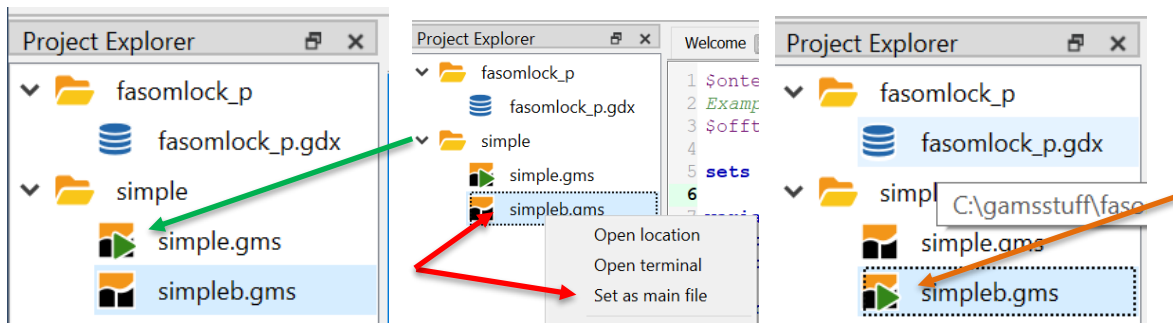 Project Explorer
fasomlock_p
fasomlock_p.gdx
simple
simple.gms
simpleb.gms
Project Explorer
fasomlock_p
fasomlock_p.gdx
simple
simple.gms
simpleb.gms
Open location
Open terminal
Set as main file
Welcome
1 $onte
2 Examp
3 $offt
4
5 sets
6
Project Explorer
fasomlock_p
fasomlock_p.gdx
simpl
C:\gamsstuff\faso
simple.gms
simpleb.gms